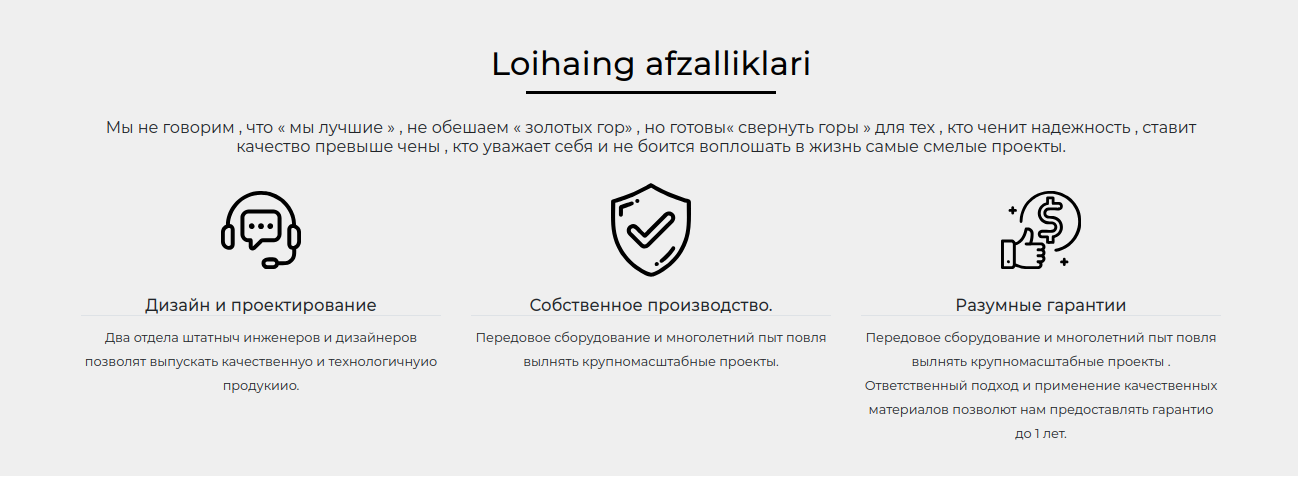 Loihaing afzalliklari
Мы не говорим , что « мы лучшие » , не обешаем « золотых гор» , но готовы« свернуть горы » для тех , кто ченит надежность , ставит
качество превыше чены , кто уважает себя и не боится воплошать в жизнь самые смелые проекты.
Дизайн и проектирование
Два отдела штатныч инженеров и дизайнеров
позволят выпускать качественнуо и технологичнуио
продукиио.
Собственное производство.
Передовое сборудование и многолетний пыт повля
вылнять крупномасштабные проекты.
Разумные гарантии
Передовое сборудование и многолетний пыт повля
вылнять крупномасштабные проекты .
Ответственный подход и применение качественных
материалов позволют нам предоставлять гарантио
до 1 лет.